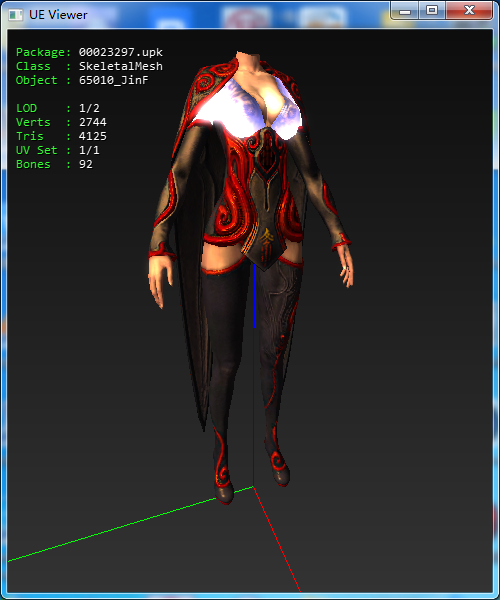 UE Viewer
Package: 00023297.upk
Class  : SkeletalMesh
Object : 65010_JinF
LOD    : 1/2
Verts  : 2744
Tris   : 4125
UV Set : 1/1
Bones  : 92